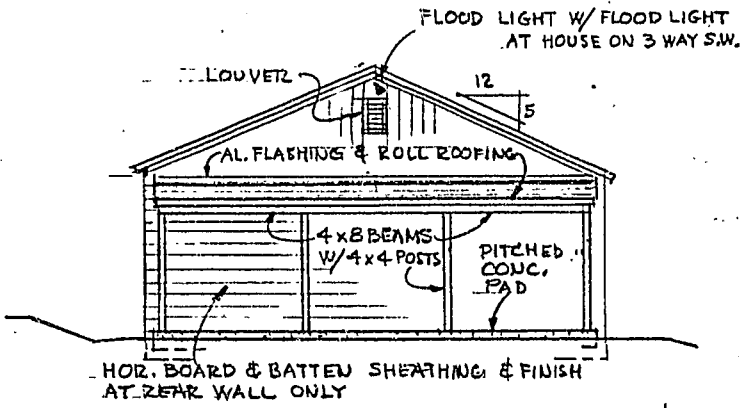 FLOOD LIGHT W/ FLOOD LIGHT
AT HOUSE ON 3 WAY S.W.
LOUVER
12
5
AL. FLASHING & ROLL ROOFING
4x8 BEAMS
W/ 4x4 POSTS
PITCHED
CONC.
PAD
HOR. BOARD & BATTEN SHEATHING & FINISH
AT REAR WALL ONLY